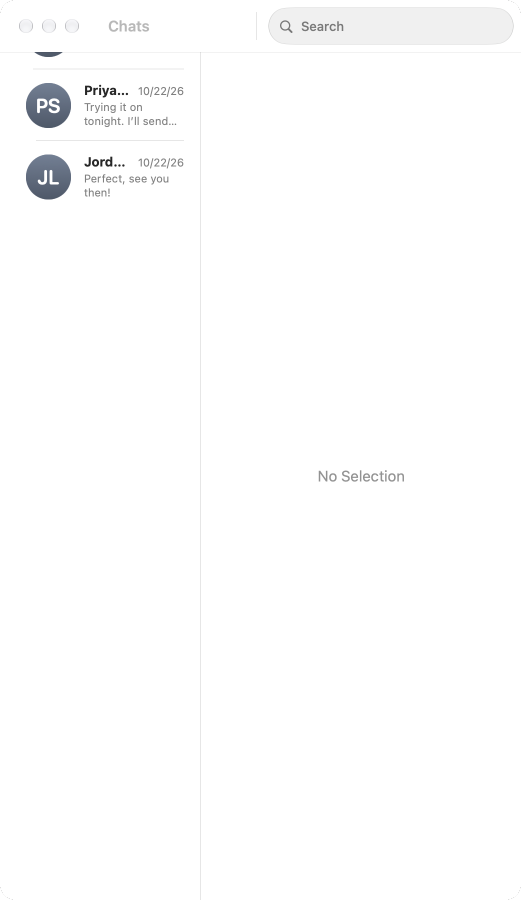 Chats
Search
PS
Priya...
10/22/26
Trying it on
tonight. I’ll send...
JL
Jord...
10/22/26
Perfect, see you
then!
No Selection